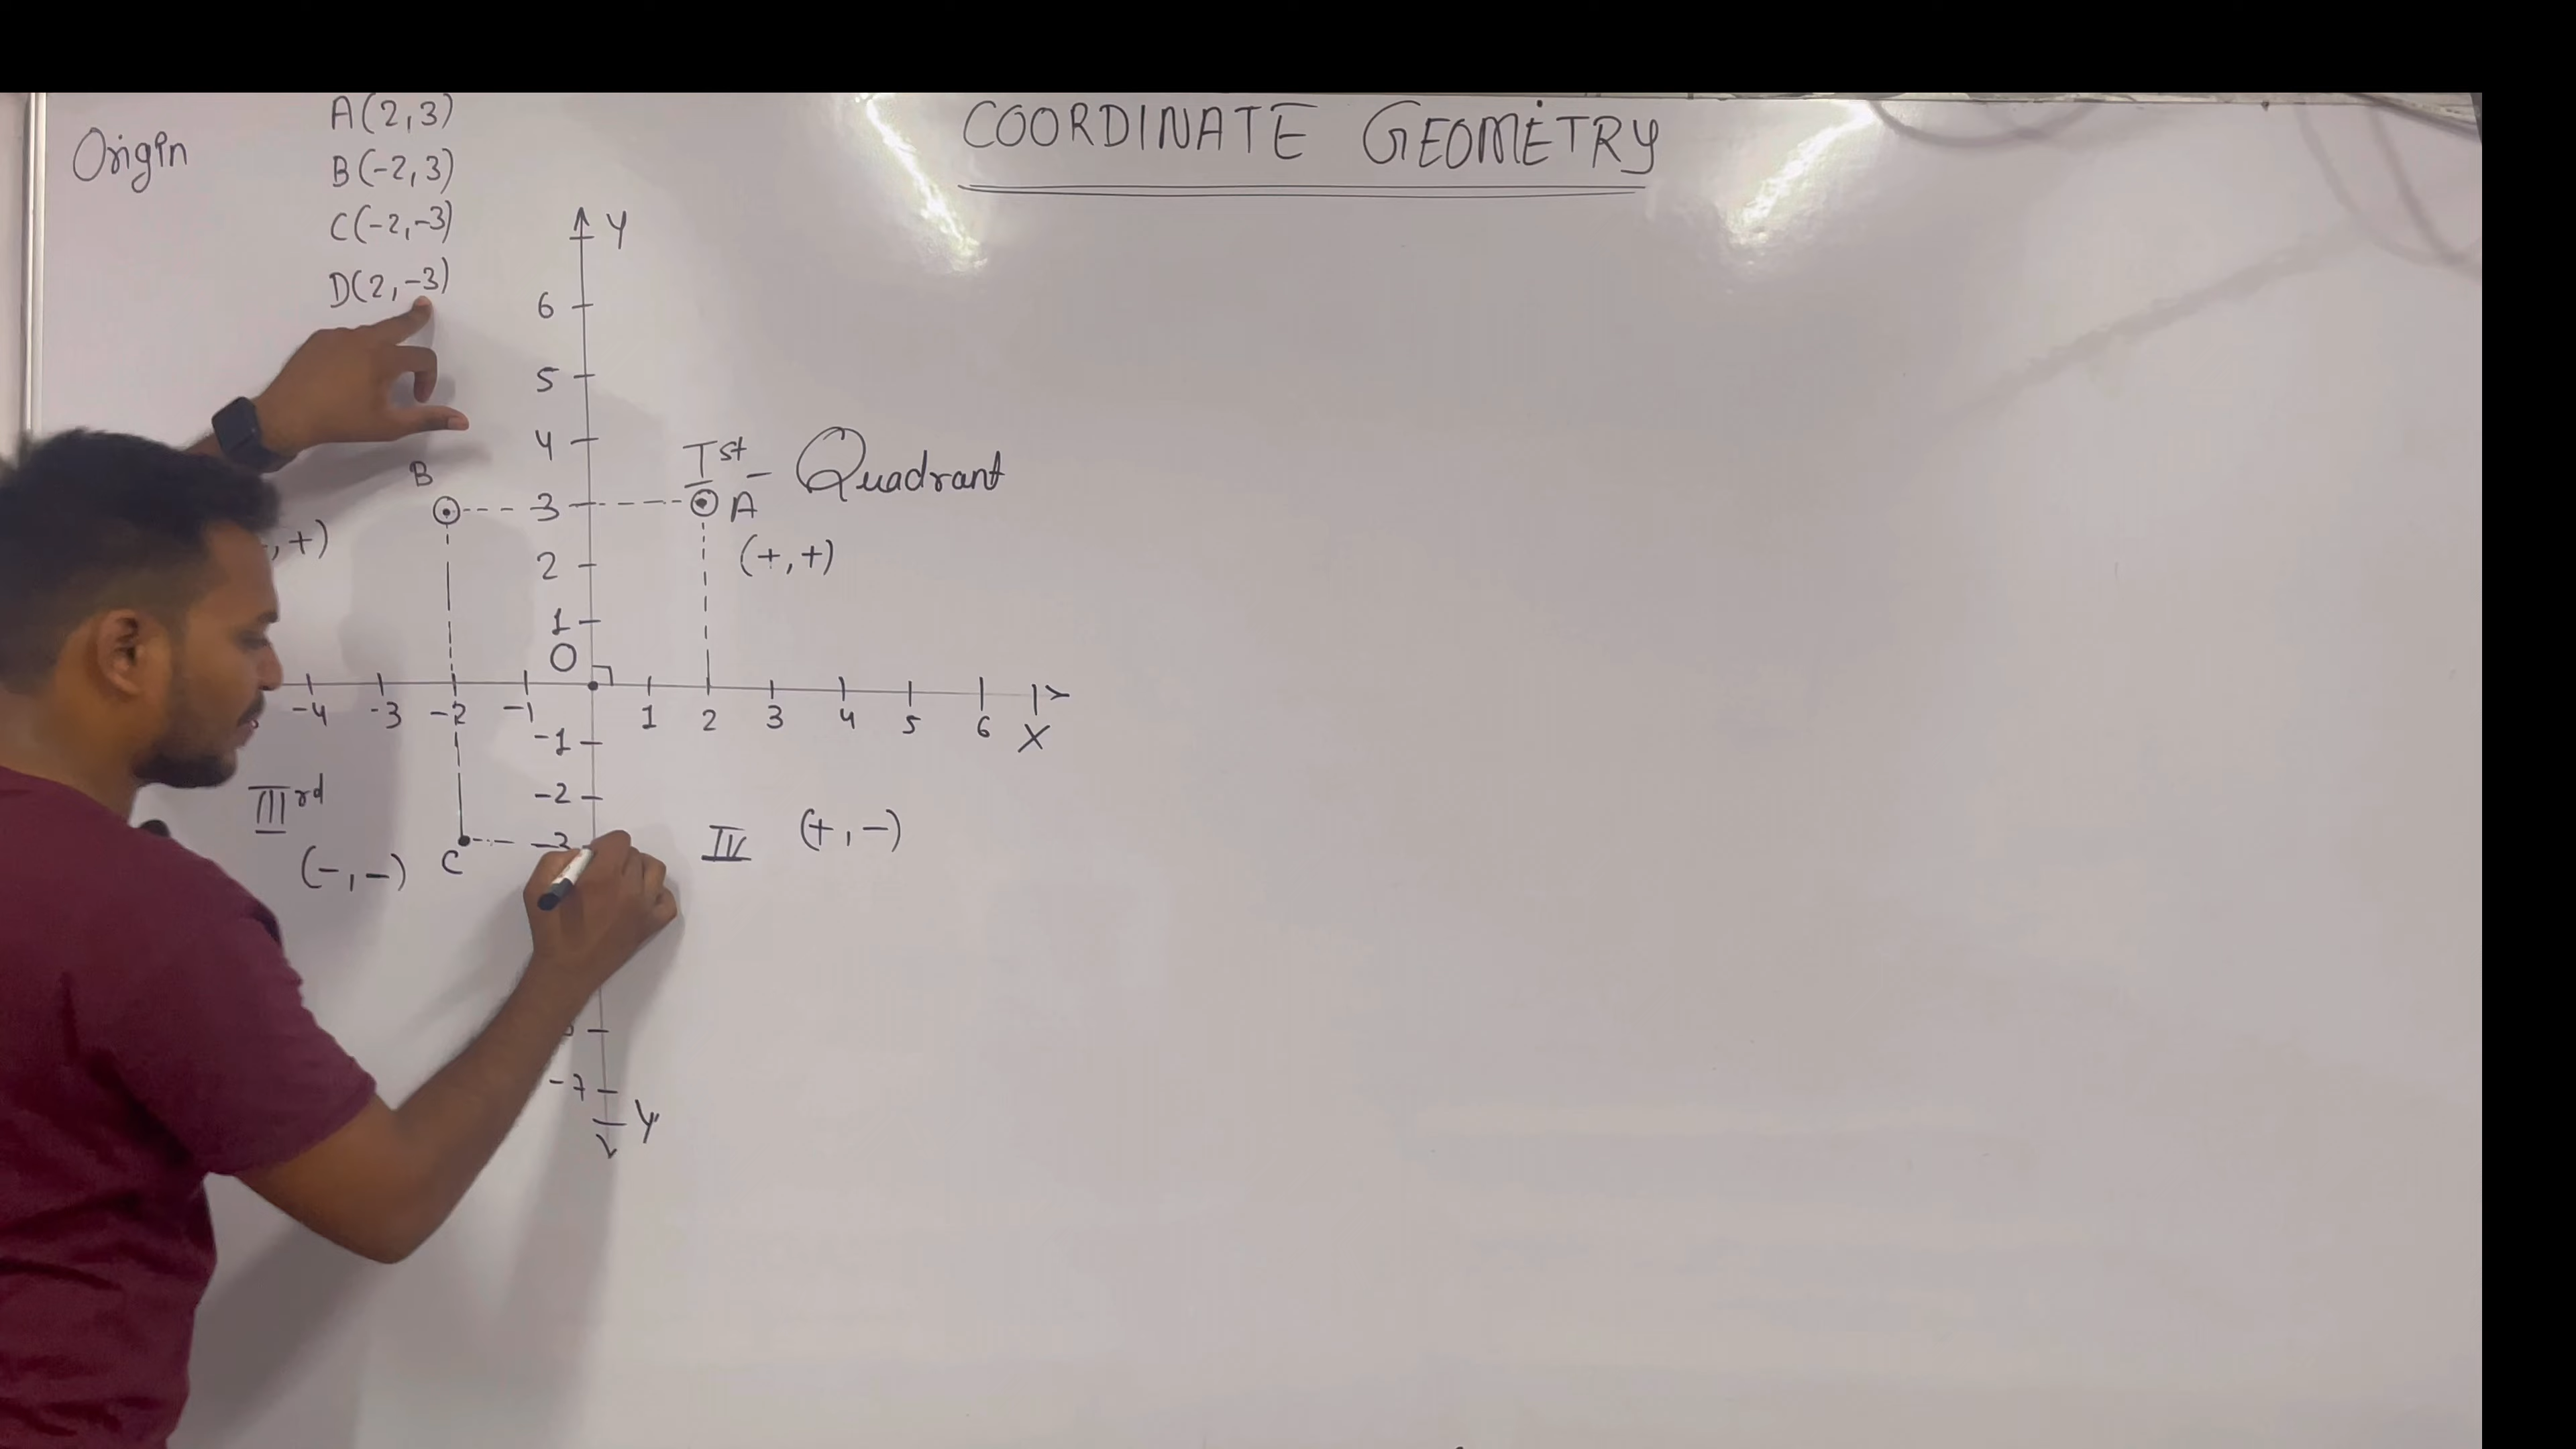 COORDINATE GEOMETRY
Origin
A(2,3)
B(-2,3)
C(-2,-3)
D(2,-3)
Y
6
5
4
3
2
1
O
B
A
Ist - Quadrant
(+,+)
,+)
-4 -3 -2 -1 1 2 3 4 5 6 X
-1
-2
-3
-7
Y'
IIIrd
(-,-)
C
IV (+,-)